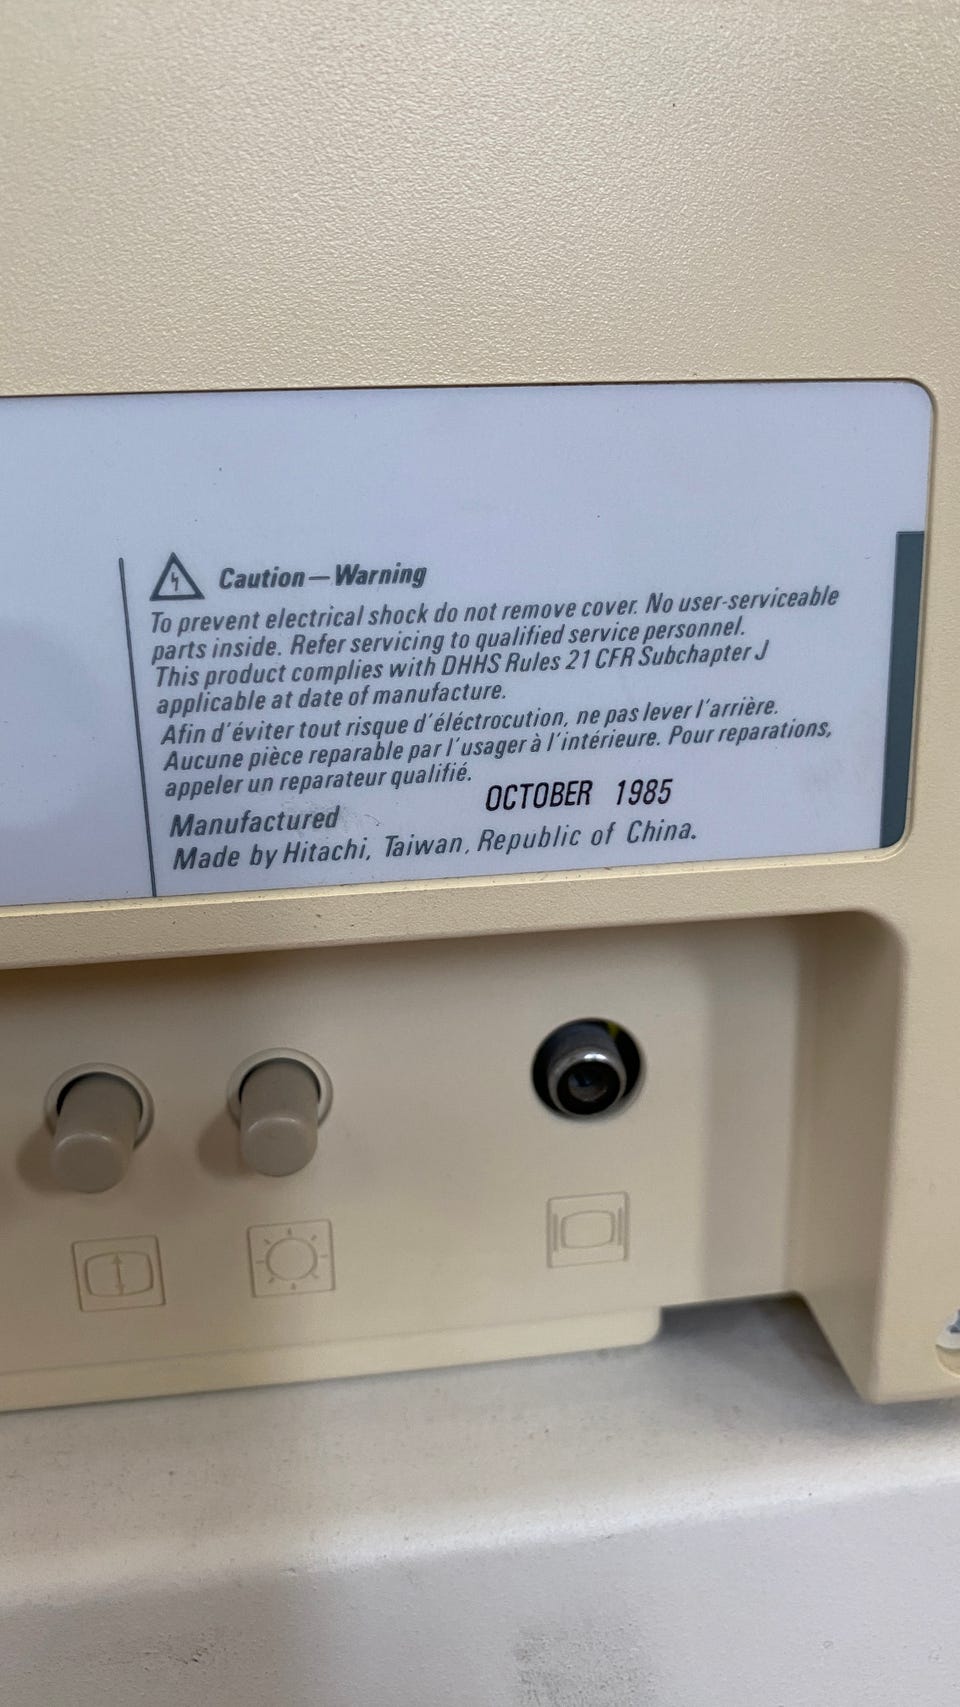 Caution—Warning
To prevent electrical shock do not remove cover. No user-serviceable
parts inside. Refer servicing to qualified service personnel.
This product complies with DHHS Rules 21 CFR Subchapter J
applicable at date of manufacture.
Afin d'éviter tout risque d'éléctrocution, ne pas lever l'arrière.
Aucune pièce reparable par l'usager à l'intérieure. Pour reparations,
appeler un reparateur qualifié.
Manufactured OCTOBER 1985
Made by Hitachi, Taiwan, Republic of China.